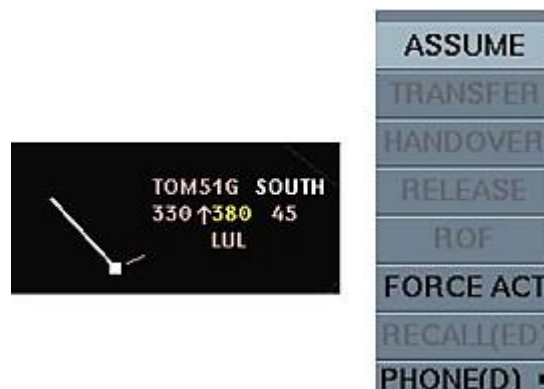 TOM51G SOUTH
330 ↑380 45
LUL
ASSUME
TRANSFER
HANDOVER
RELEASE
ROF
FORCE ACT
RECALL(ED)
PHONE(D)